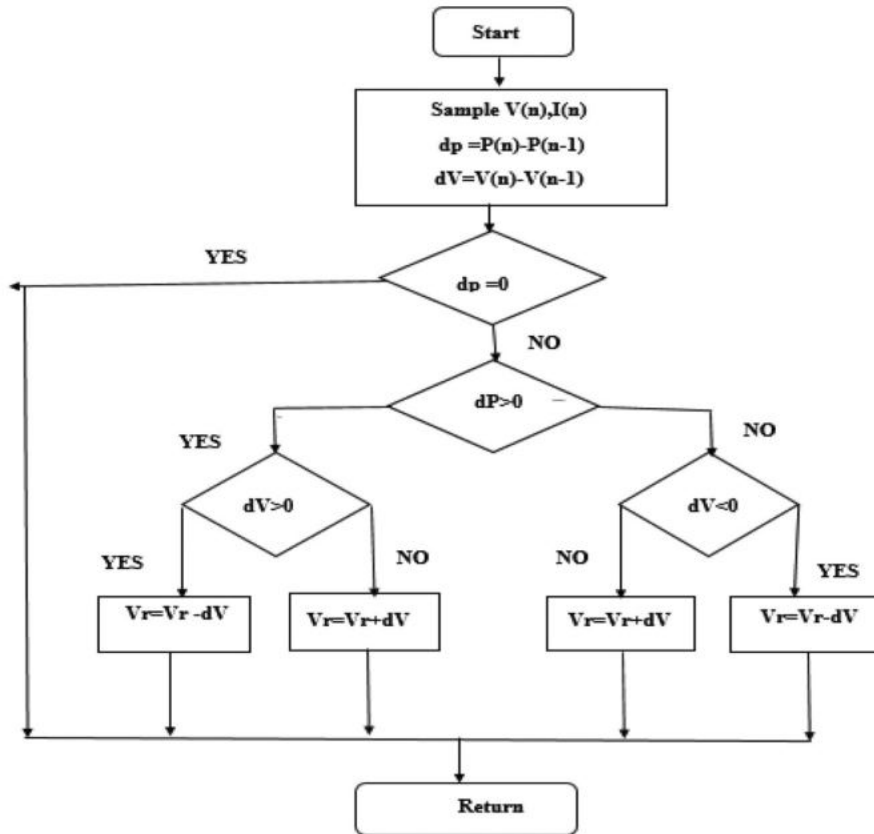 Start
Sample V(n),I(n)
dp =P(n)-P(n-1)
dV=V(n)-V(n-1)
YES
dp =0
NO
dP>0
YES
NO
dV>0
dV<0
YES
NO
NO
YES
Vr=Vr -dV
Vr=Vr+dV
Vr=Vr+dV
Vr=Vr-dV
Return